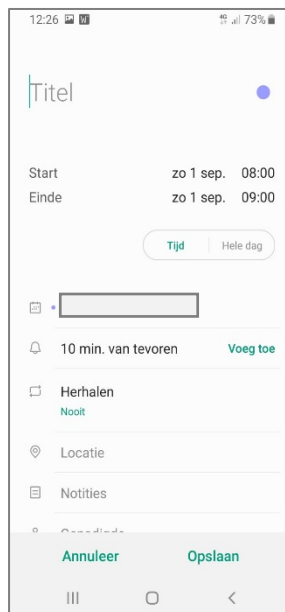 12:26 W 4G 73%
Titel
Start zo 1 sep. 08:00
Einde zo 1 sep. 09:00
Tijd Hele dag
10 min. van tevoren Voeg toe
Herhalen
Nooit
Locatie
Notities
Annuleer Opslaan